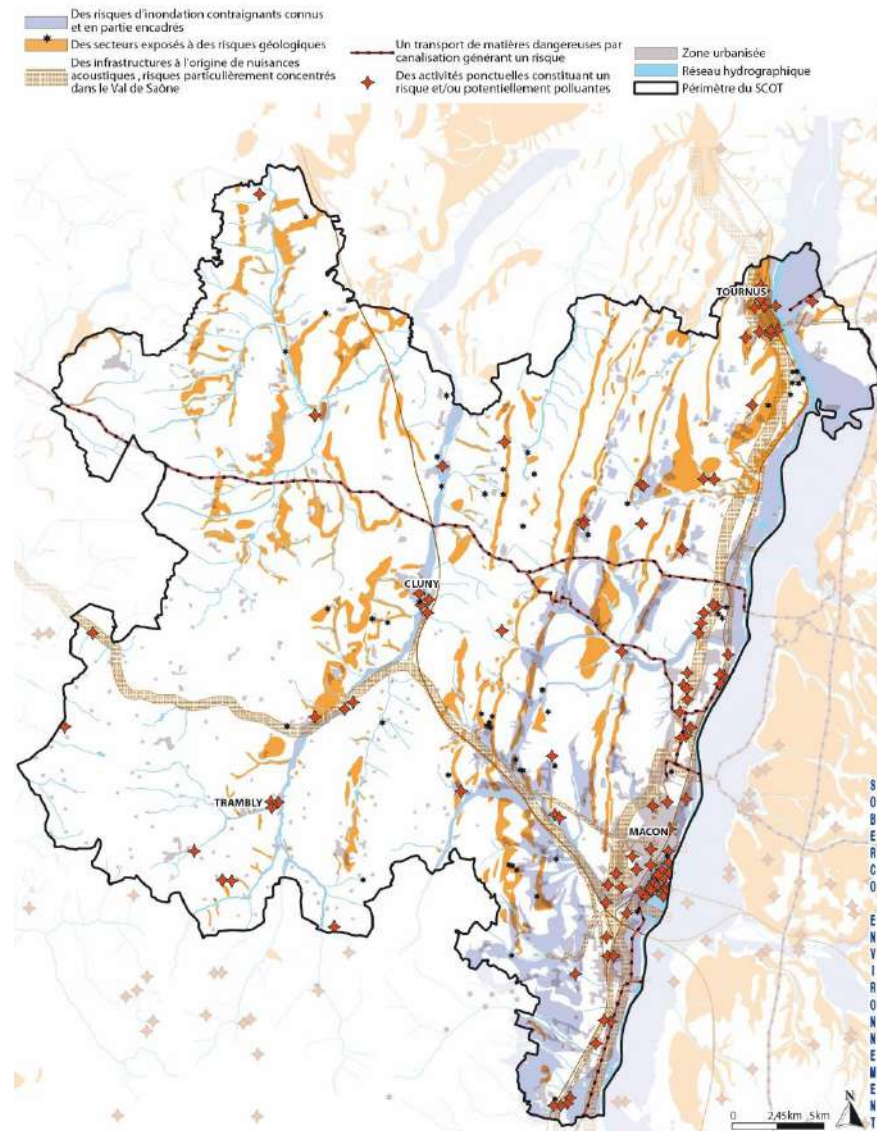 Des risques d'inondation contraignants connus
et en partie encadrés
Des secteurs exposés à des risques géologiques
Des infrastructures à l'origine de nuisances
acoustiques , risques particulièrement concentrés
dans le Val de Saône
Un transport de matières dangereuses par
canalisation générant un risque
Des activités ponctuelles constituant un
risque et/ou potentiellement polluantes
Zone urbanisée
Réseau hydrographique
Périmètre du SCOT
TOURNUS
CLUNY
TRAMBLY
MACON
SOBERCO ENVIRONNEMENT
N
0 2,45km ,5km